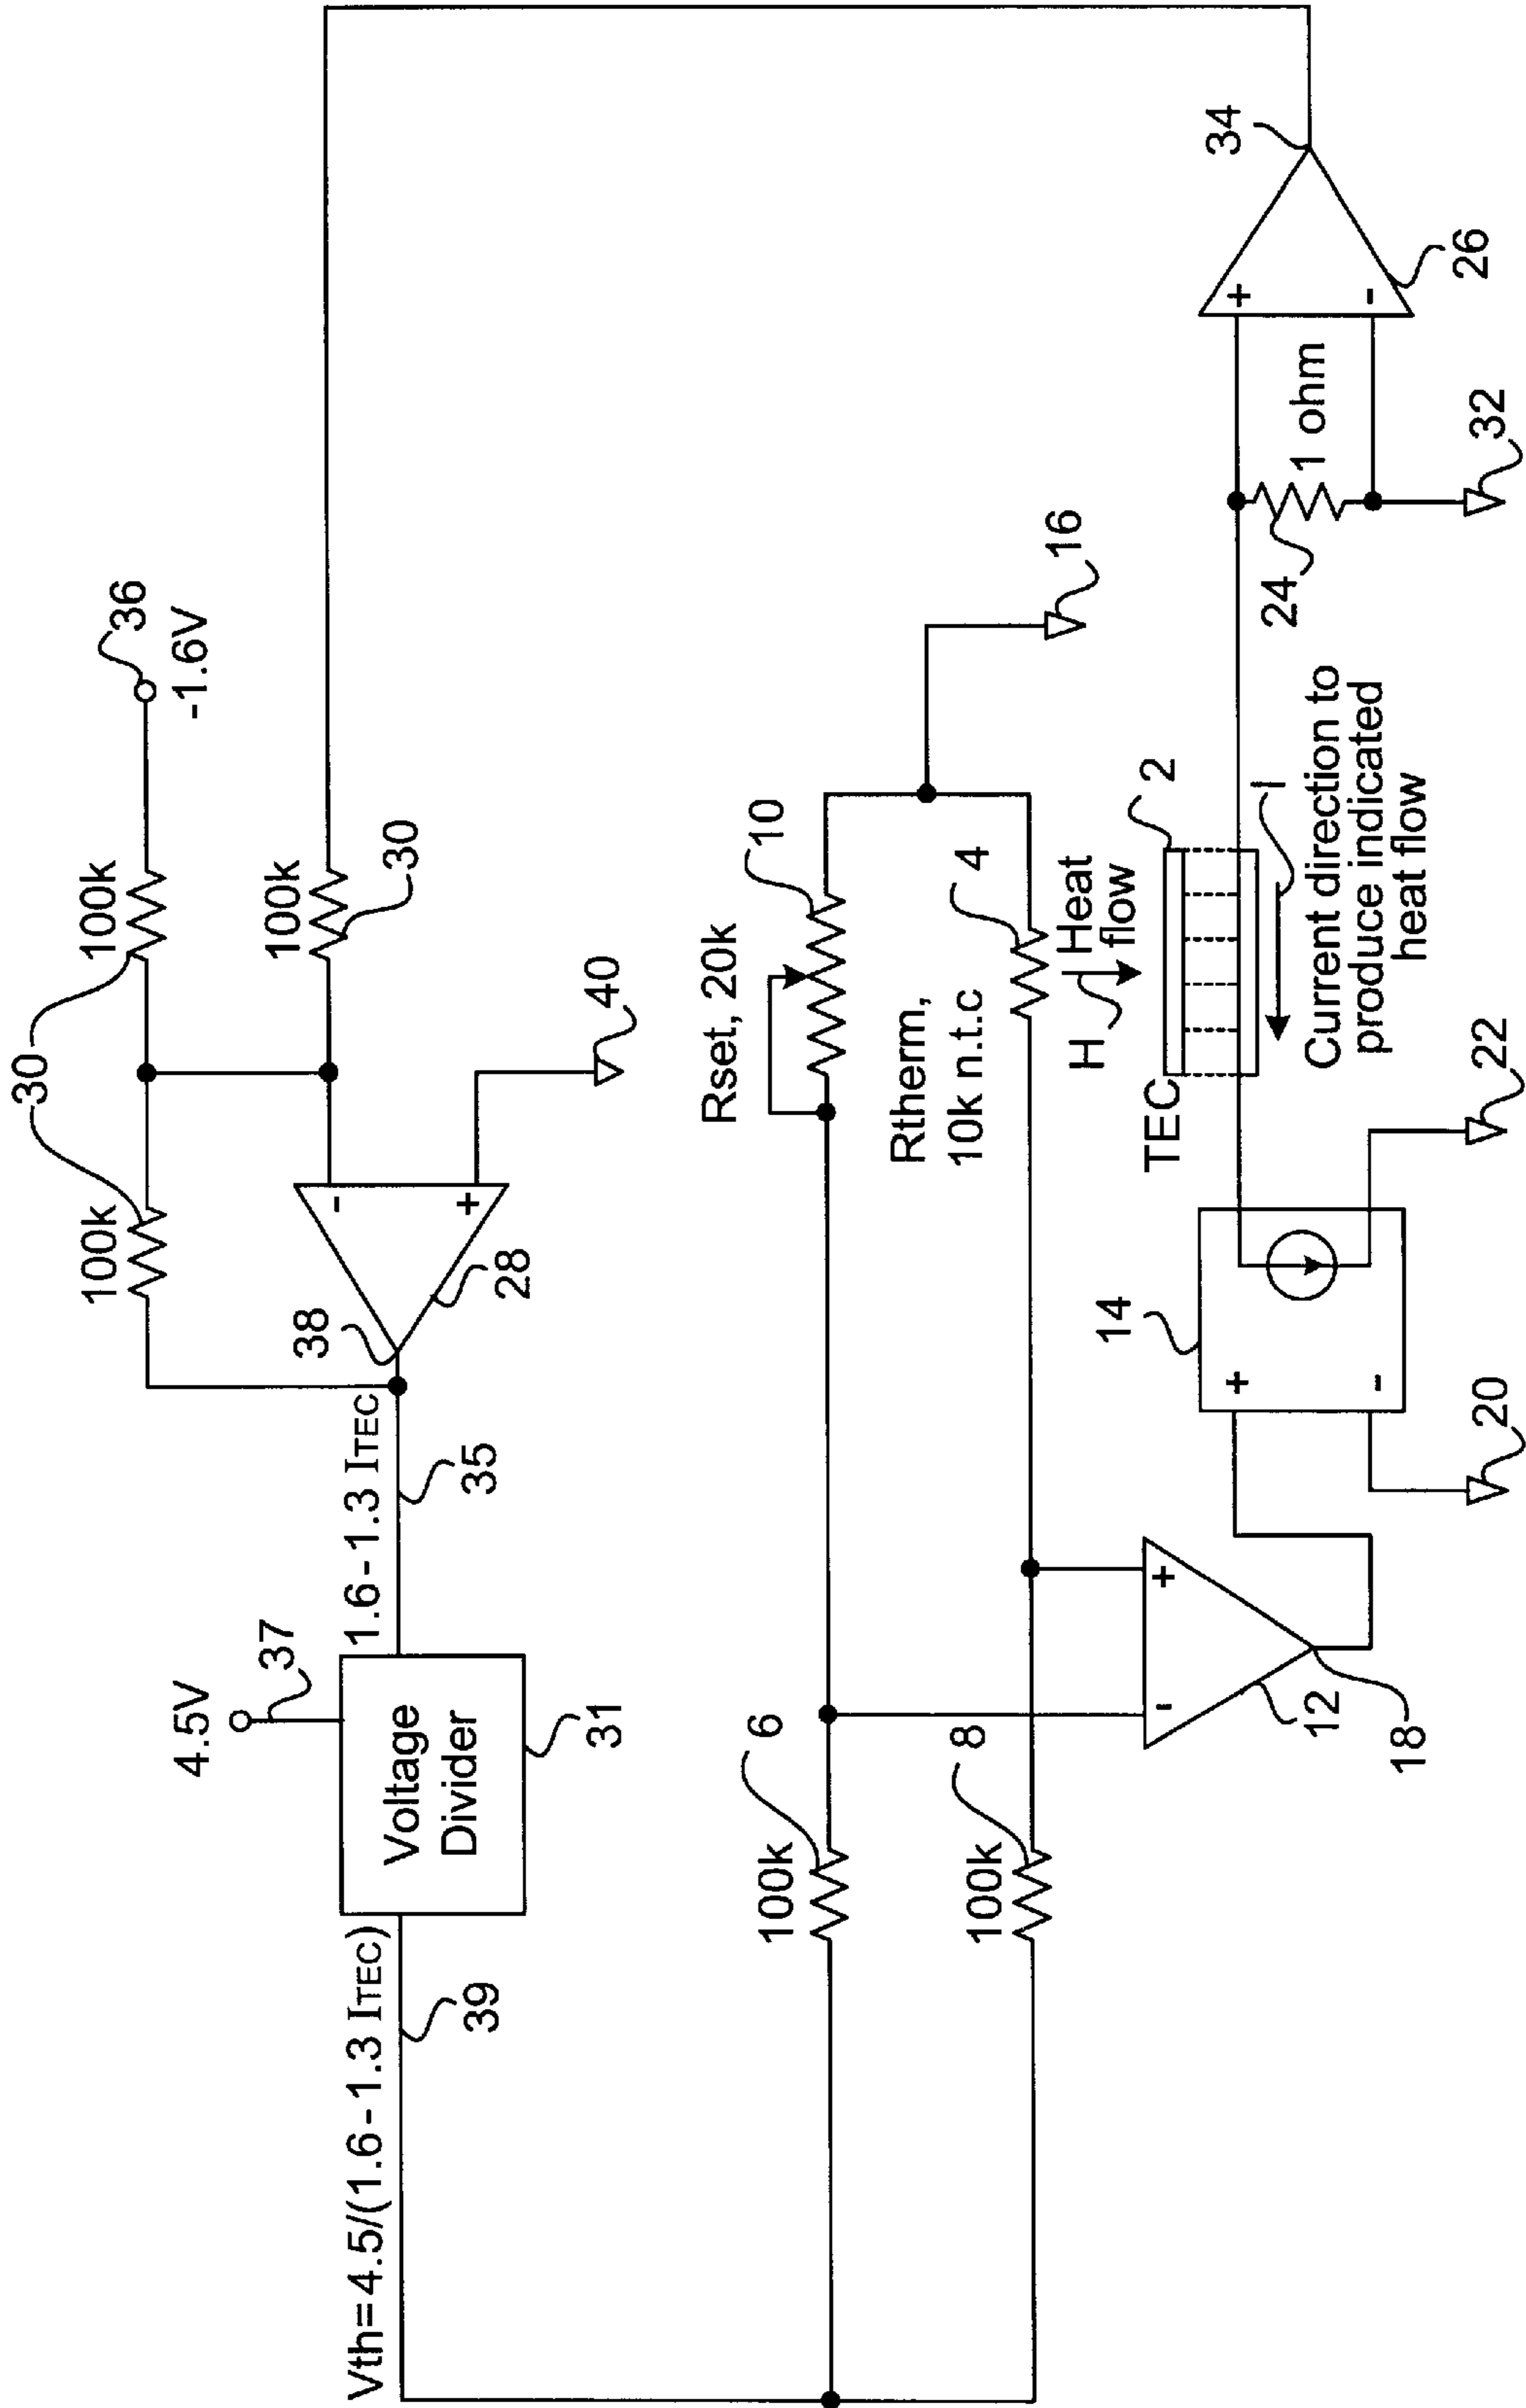 Vth=4.5/(1.6-1.3 ITEC)
39
4.5V
37
Voltage
Divider
31
1.6-1.3 ITEC
35
38
28
-
+
100k
30
100k
36
-1.6V
100k
30
40
100k
6
100k
8
Rset, 20k
10
Rtherm,
10k n.t.c
4
16
-
+
12
18
H
Heat
flow
TEC
2
14
+
-
20
22
i
Current direction to
produce indicated
heat flow
24
1 ohm
32
+
-
26
34